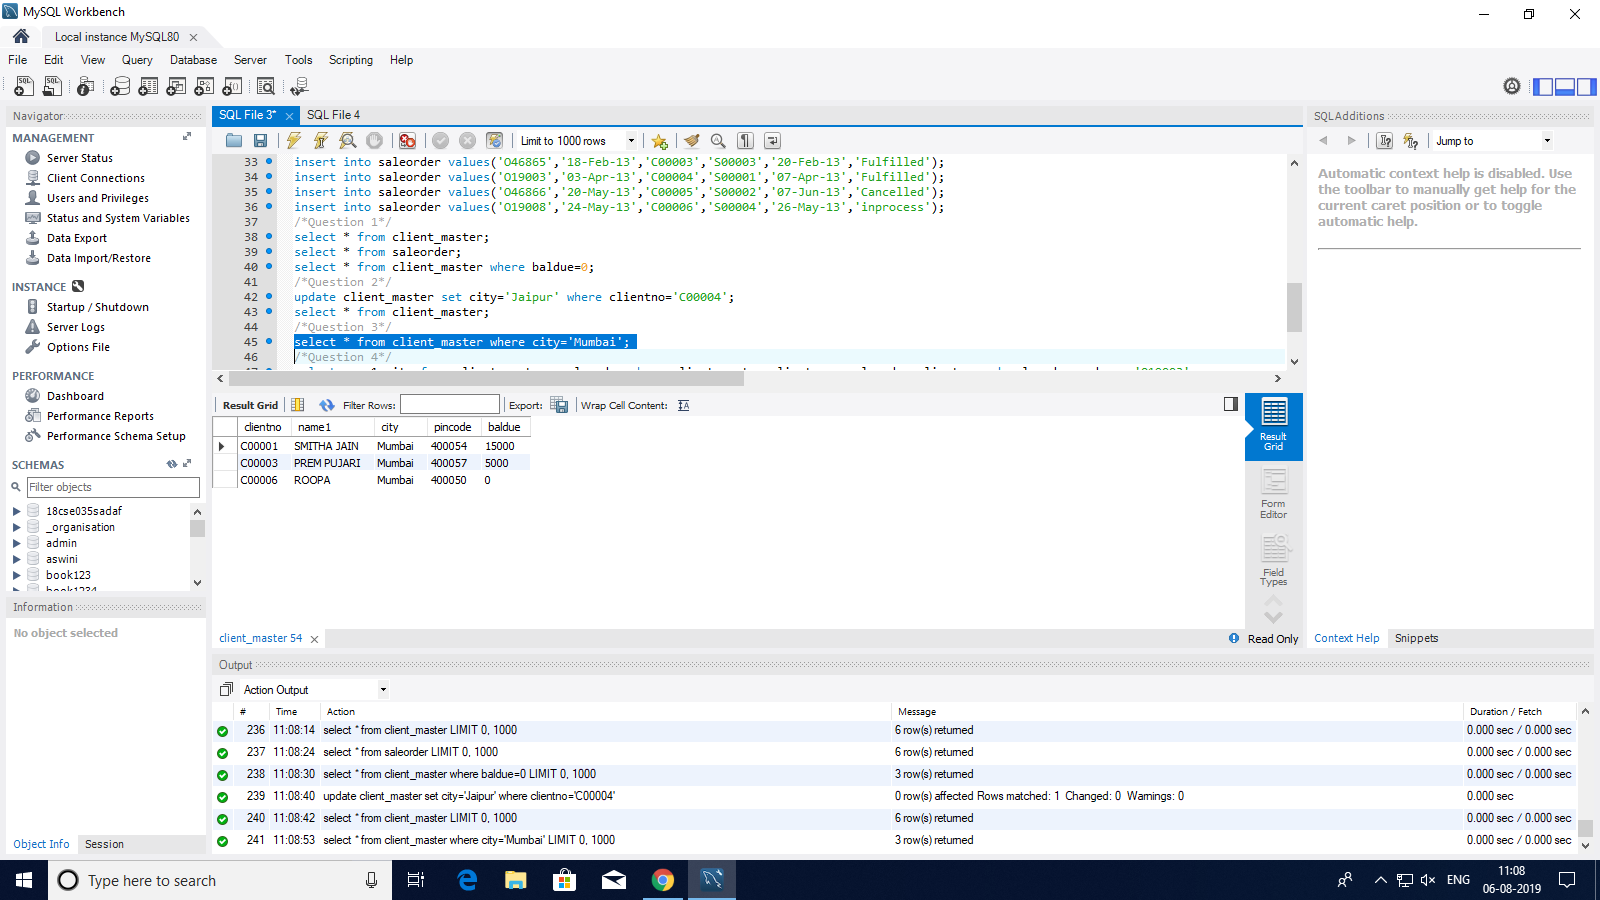 MySQL Workbench
Local instance MySQL80
File Edit View Query Database Server Tools Scripting Help
Navigator
MANAGEMENT
Server Status
Client Connections
Users and Privileges
Status and System Variables
Data Export
Data Import/Restore
INSTANCE
Startup / Shutdown
Server Logs
Options File
PERFORMANCE
Dashboard
Performance Reports
Performance Schema Setup
SCHEMAS
Filter objects
18cse035sadaf
_organisation
admin
aswini
book123
book1234
Information
No object selected
Object Info Session
SQL File 3* SQL File 4
Limit to 1000 rows
33 insert into saleorder values('O46865','18-Feb-13','C00003','S00003','20-Feb-13','Fulfilled');
34 insert into saleorder values('O19003','03-Apr-13','C00004','S00001','07-Apr-13','Fulfilled');
35 insert into saleorder values('O46866','20-May-13','C00005','S00002','07-Jun-13','Cancelled');
36 insert into saleorder values('O19008','24-May-13','C00006','S00004','26-May-13','inprocess');
37 /*Question 1*/
38 select * from client_master;
39 select * from saleorder;
40 select * from client_master where baldue=0;
41 /*Question 2*/
42 update client_master set city='Jaipur' where clientno='C00004';
43 select * from client_master;
44 /*Question 3*/
45 select * from client_master where city='Mumbai';
46 /*Question 4*/
Result Grid Filter Rows: Export: Wrap Cell Content:
clientno name1 city pincode baldue
C00001 SMITHA JAIN Mumbai 400054 15000
C00003 PREM PUJARI Mumbai 400057 5000
C00006 ROOPA Mumbai 400050 0
Result Grid
Form Editor
Field Types
client_master 54
Read Only
SQLAdditions
Jump to
Automatic context help is disabled. Use
the toolbar to manually get help for the
current caret position or to toggle
automatic help.
Context Help Snippets
Output
Action Output
# Time Action Message Duration / Fetch
236 11:08:14 select * from client_master LIMIT 0, 1000 6 row(s) returned 0.000 sec / 0.000 sec
237 11:08:24 select * from saleorder LIMIT 0, 1000 6 row(s) returned 0.000 sec / 0.000 sec
238 11:08:30 select * from client_master where baldue=0 LIMIT 0, 1000 3 row(s) returned 0.000 sec / 0.000 sec
239 11:08:40 update client_master set city='Jaipur' where clientno='C00004' 0 row(s) affected Rows matched: 1 Changed: 0 Warnings: 0 0.000 sec
240 11:08:42 select * from client_master LIMIT 0, 1000 6 row(s) returned 0.000 sec / 0.000 sec
241 11:08:53 select * from client_master where city='Mumbai' LIMIT 0, 1000 3 row(s) returned 0.000 sec / 0.000 sec
Type here to search
ENG
11:08
06-08-2019